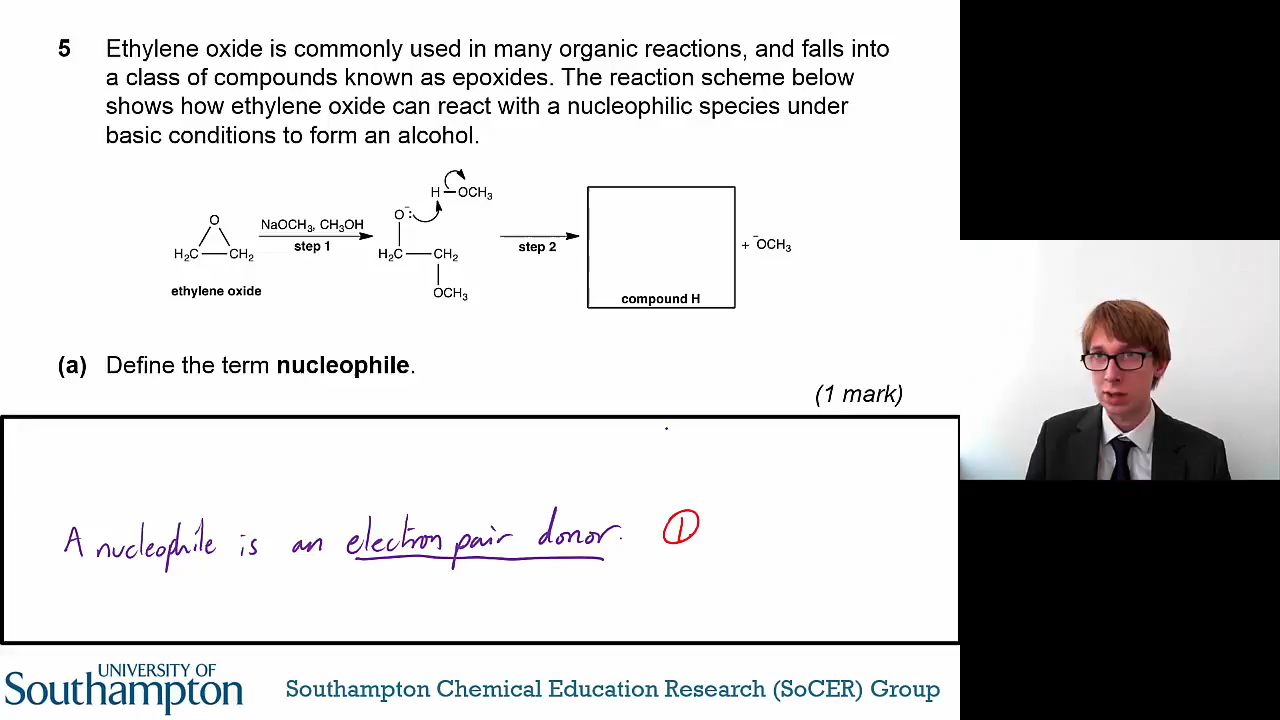 5 Ethylene oxide is commonly used in many organic reactions, and falls into
a class of compounds known as epoxides. The reaction scheme below
shows how ethylene oxide can react with a nucleophilic species under
basic conditions to form an alcohol.
H—OCH₃
O
NaOCH₃, CH₃OH
step 1
O⁻:
H₂C—CH₂
H₂C—CH₂
step 2
+ ⁻OCH₃
OCH₃
ethylene oxide
compound H
(a) Define the term nucleophile.
(1 mark)
A nucleophile is an electron pair donor. 1
UNIVERSITY OF
Southampton
Southampton Chemical Education Research (SoCER) Group